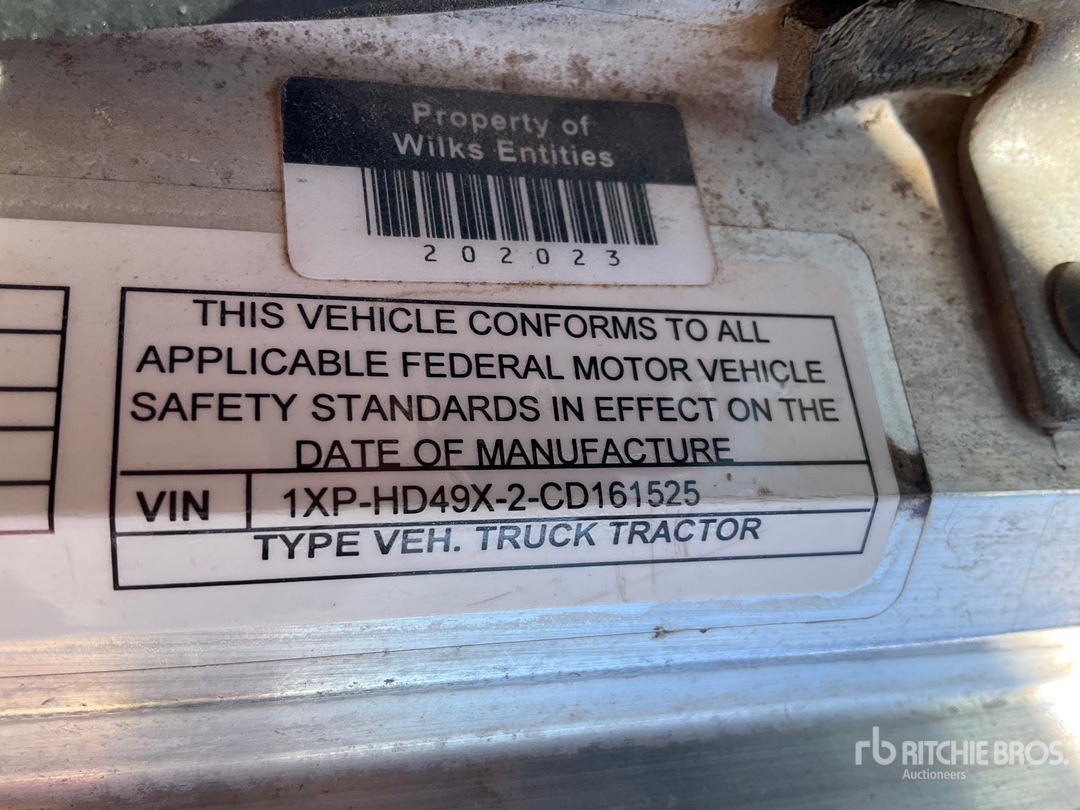 Property of
Wilks Entities
202023
THIS VEHICLE CONFORMS TO ALL
APPLICABLE FEDERAL MOTOR VEHICLE
SAFETY STANDARDS IN EFFECT ON THE
DATE OF MANUFACTURE
VIN 1XP-HD49X-2-CD161525
TYPE VEH. TRUCK TRACTOR
rb RITCHIE BROS.
Auctioneers